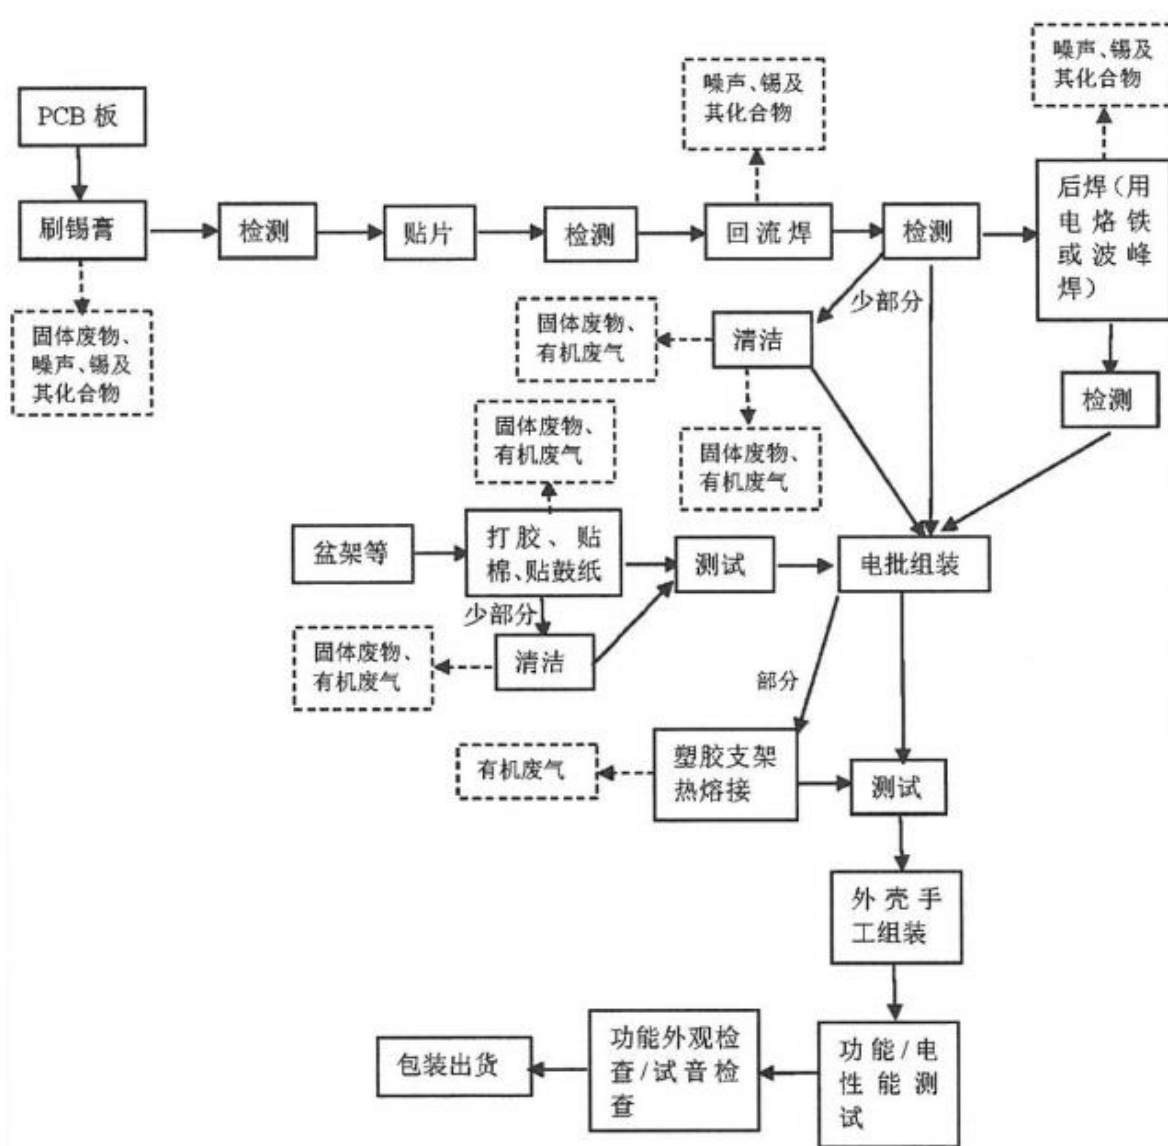 噪声、锡及
其化合物
噪声、锡及
其化合物
PCB 板
刷锡膏
检测
贴片
检测
回流焊
检测
后焊（用
电烙铁
或波峰
焊）
固体废物、
噪声、锡及
其化合物
固体废物、
有机废气
清洁
少部分
检测
固体废物、
有机废气
固体废物、
有机废气
盆架等
打胶、贴
棉、贴鼓纸
测试
电批组装
少部分
固体废物、
有机废气
清洁
部分
有机废气
塑胶支架
热熔接
测试
外壳手
工组装
包装出货
功能外观检
查/试音检
查
功能/电
性能测
试